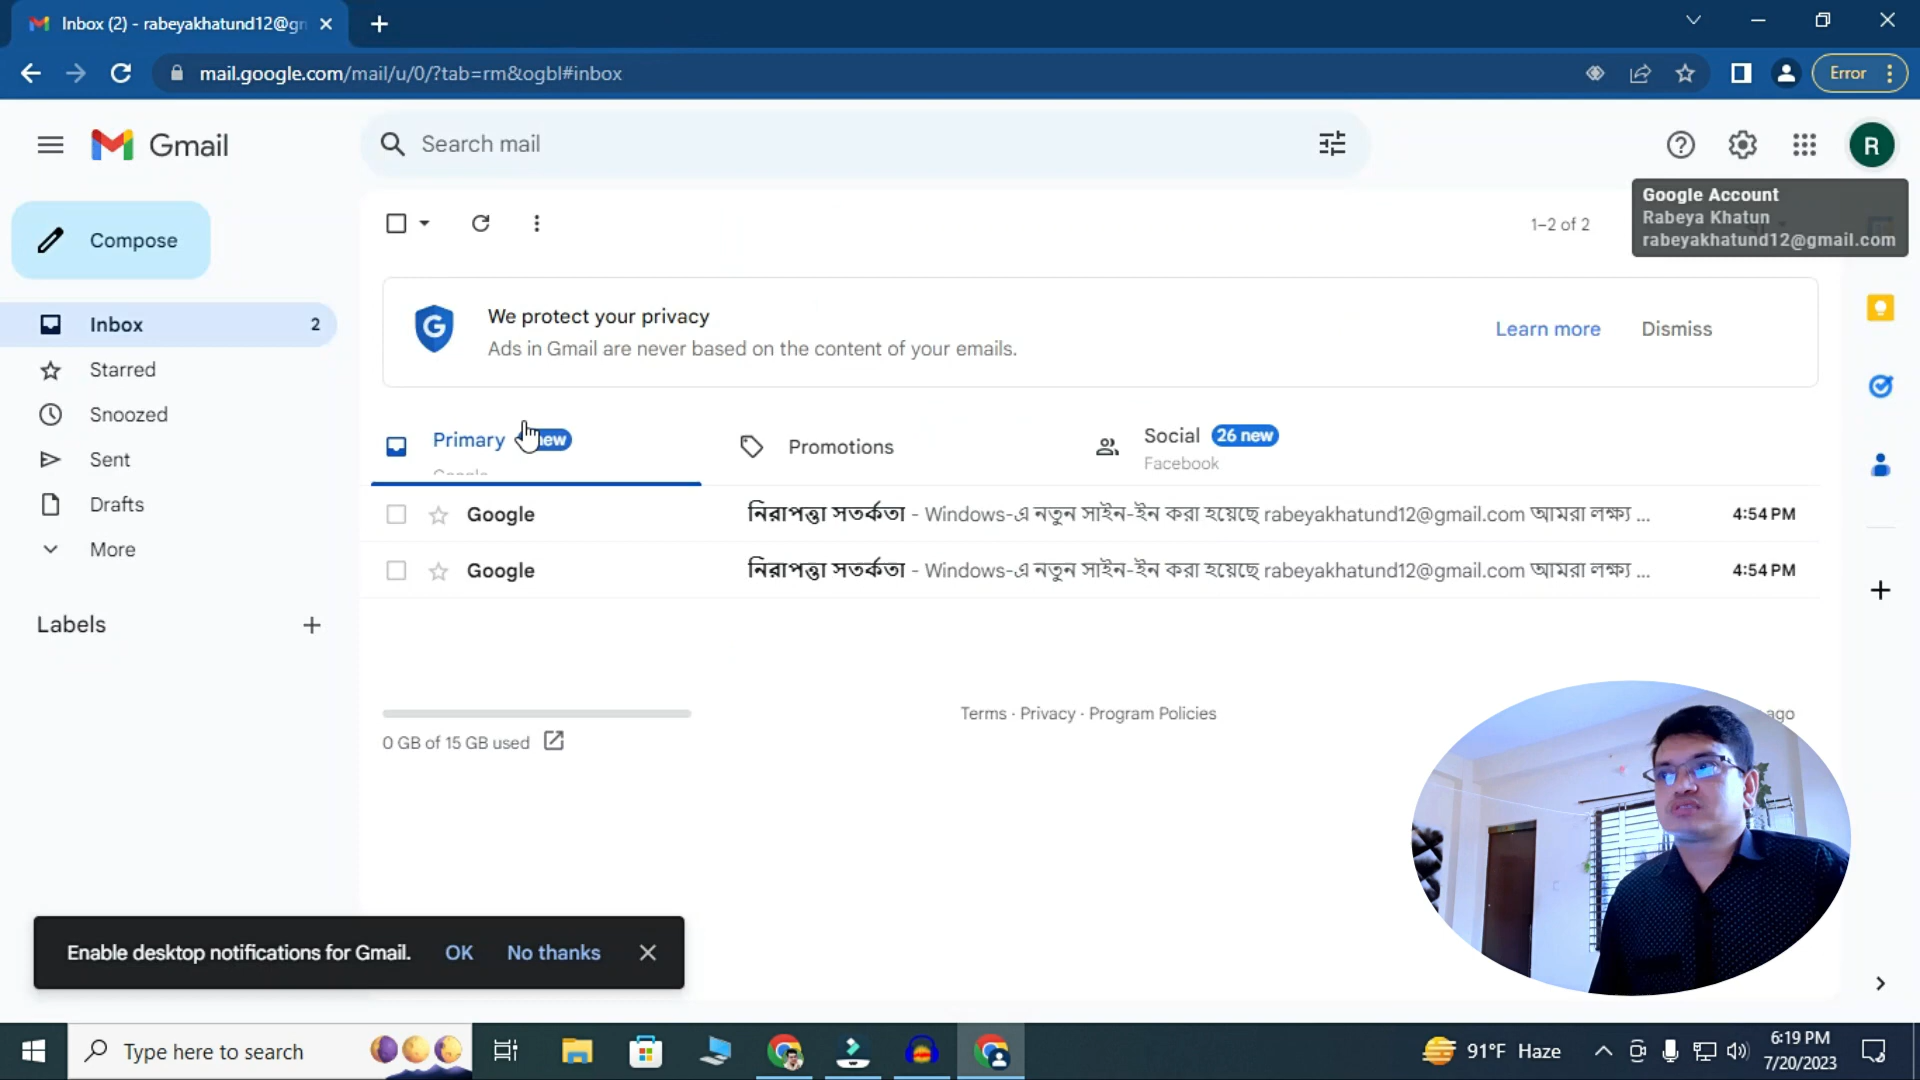 Inbox (2) - rabeyakhatund12@g
mail.google.com/mail/u/0/?tab=rm&ogbl#inbox
Error
Gmail
Search mail
R
Google Account
Rabeya Khatun
rabeyakhatund12@gmail.com
Compose
1–2 of 2
Inbox 2
Starred
Snoozed
Sent
Drafts
More
Labels
We protect your privacy
Ads in Gmail are never based on the content of your emails.
Learn more Dismiss
Primary new
Google
Promotions
Social 26 new
Facebook
Google নিরাপত্তা সতর্কতা - Windows-এ নতুন সাইন-ইন করা হয়েছে rabeyakhatund12@gmail.com আমরা লক্ষ্য ... 4:54 PM
Google নিরাপত্তা সতর্কতা - Windows-এ নতুন সাইন-ইন করা হয়েছে rabeyakhatund12@gmail.com আমরা লক্ষ্য ... 4:54 PM
0 GB of 15 GB used
Terms · Privacy · Program Policies
ago
Enable desktop notifications for Gmail. OK No thanks
Type here to search
91°F Haze
6:19 PM
7/20/2023